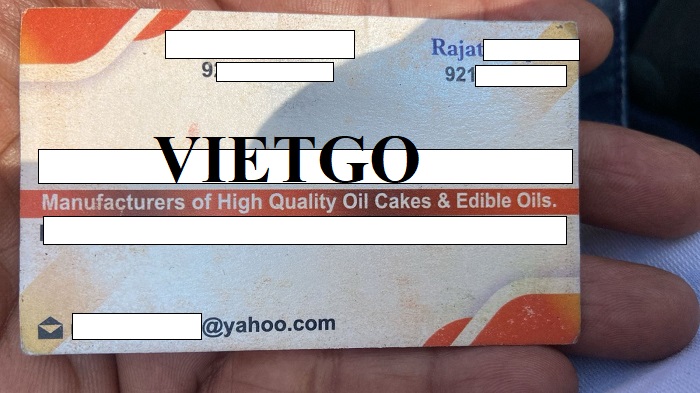 Rajat
92
921
VIETGO
Manufacturers of High Quality Oil Cakes & Edible Oils.
@yahoo.com